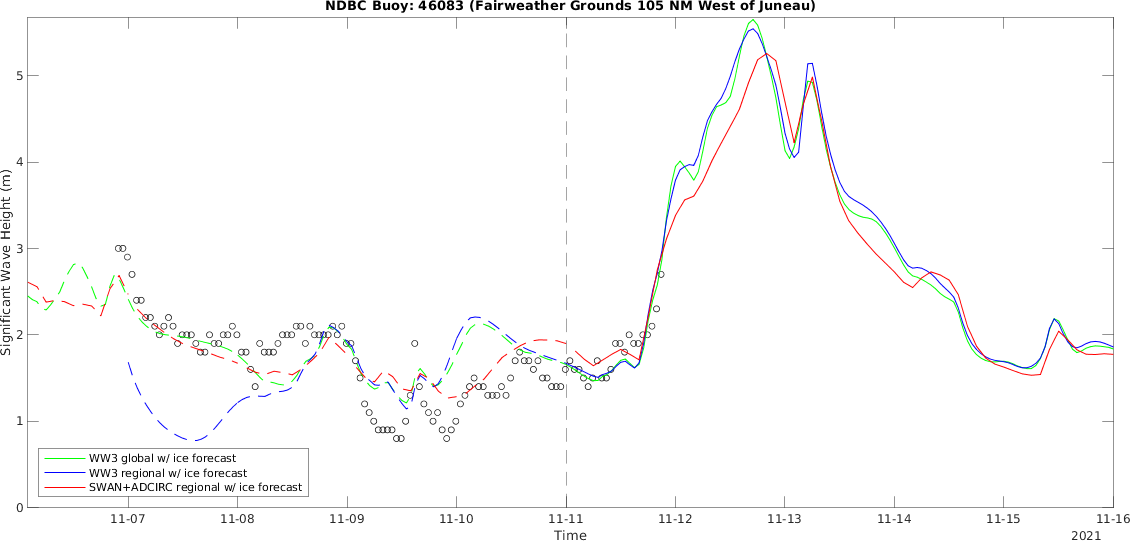 NDBC Buoy: 46083 (Fairweather Grounds 105 NM West of Juneau)
Significant Wave Height (m)
5
4
3
2
1
0
WW3 global w/ ice forecast
WW3 regional w/ ice forecast
SWAN+ADCIRC regional w/ ice forecast
11-07 11-08 11-09 11-10 11-11 11-12 11-13 11-14 11-15 11-16
Time
2021